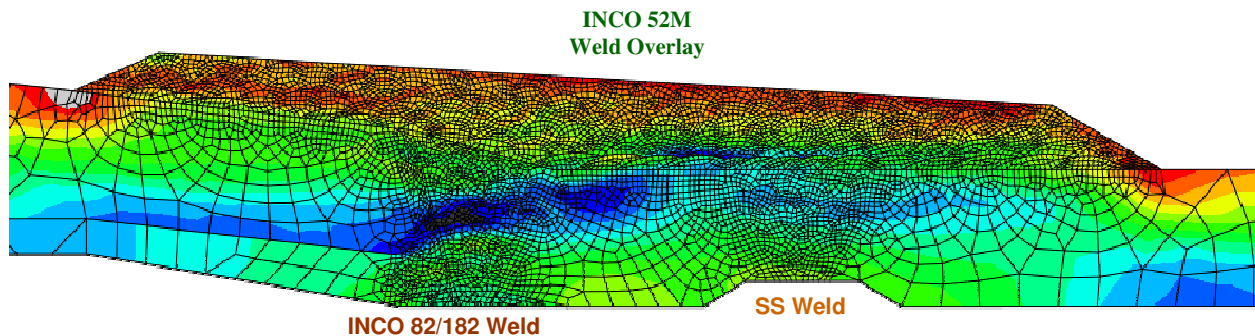 INCO 52M
Weld Overlay
SS Weld
INCO 82/182 Weld